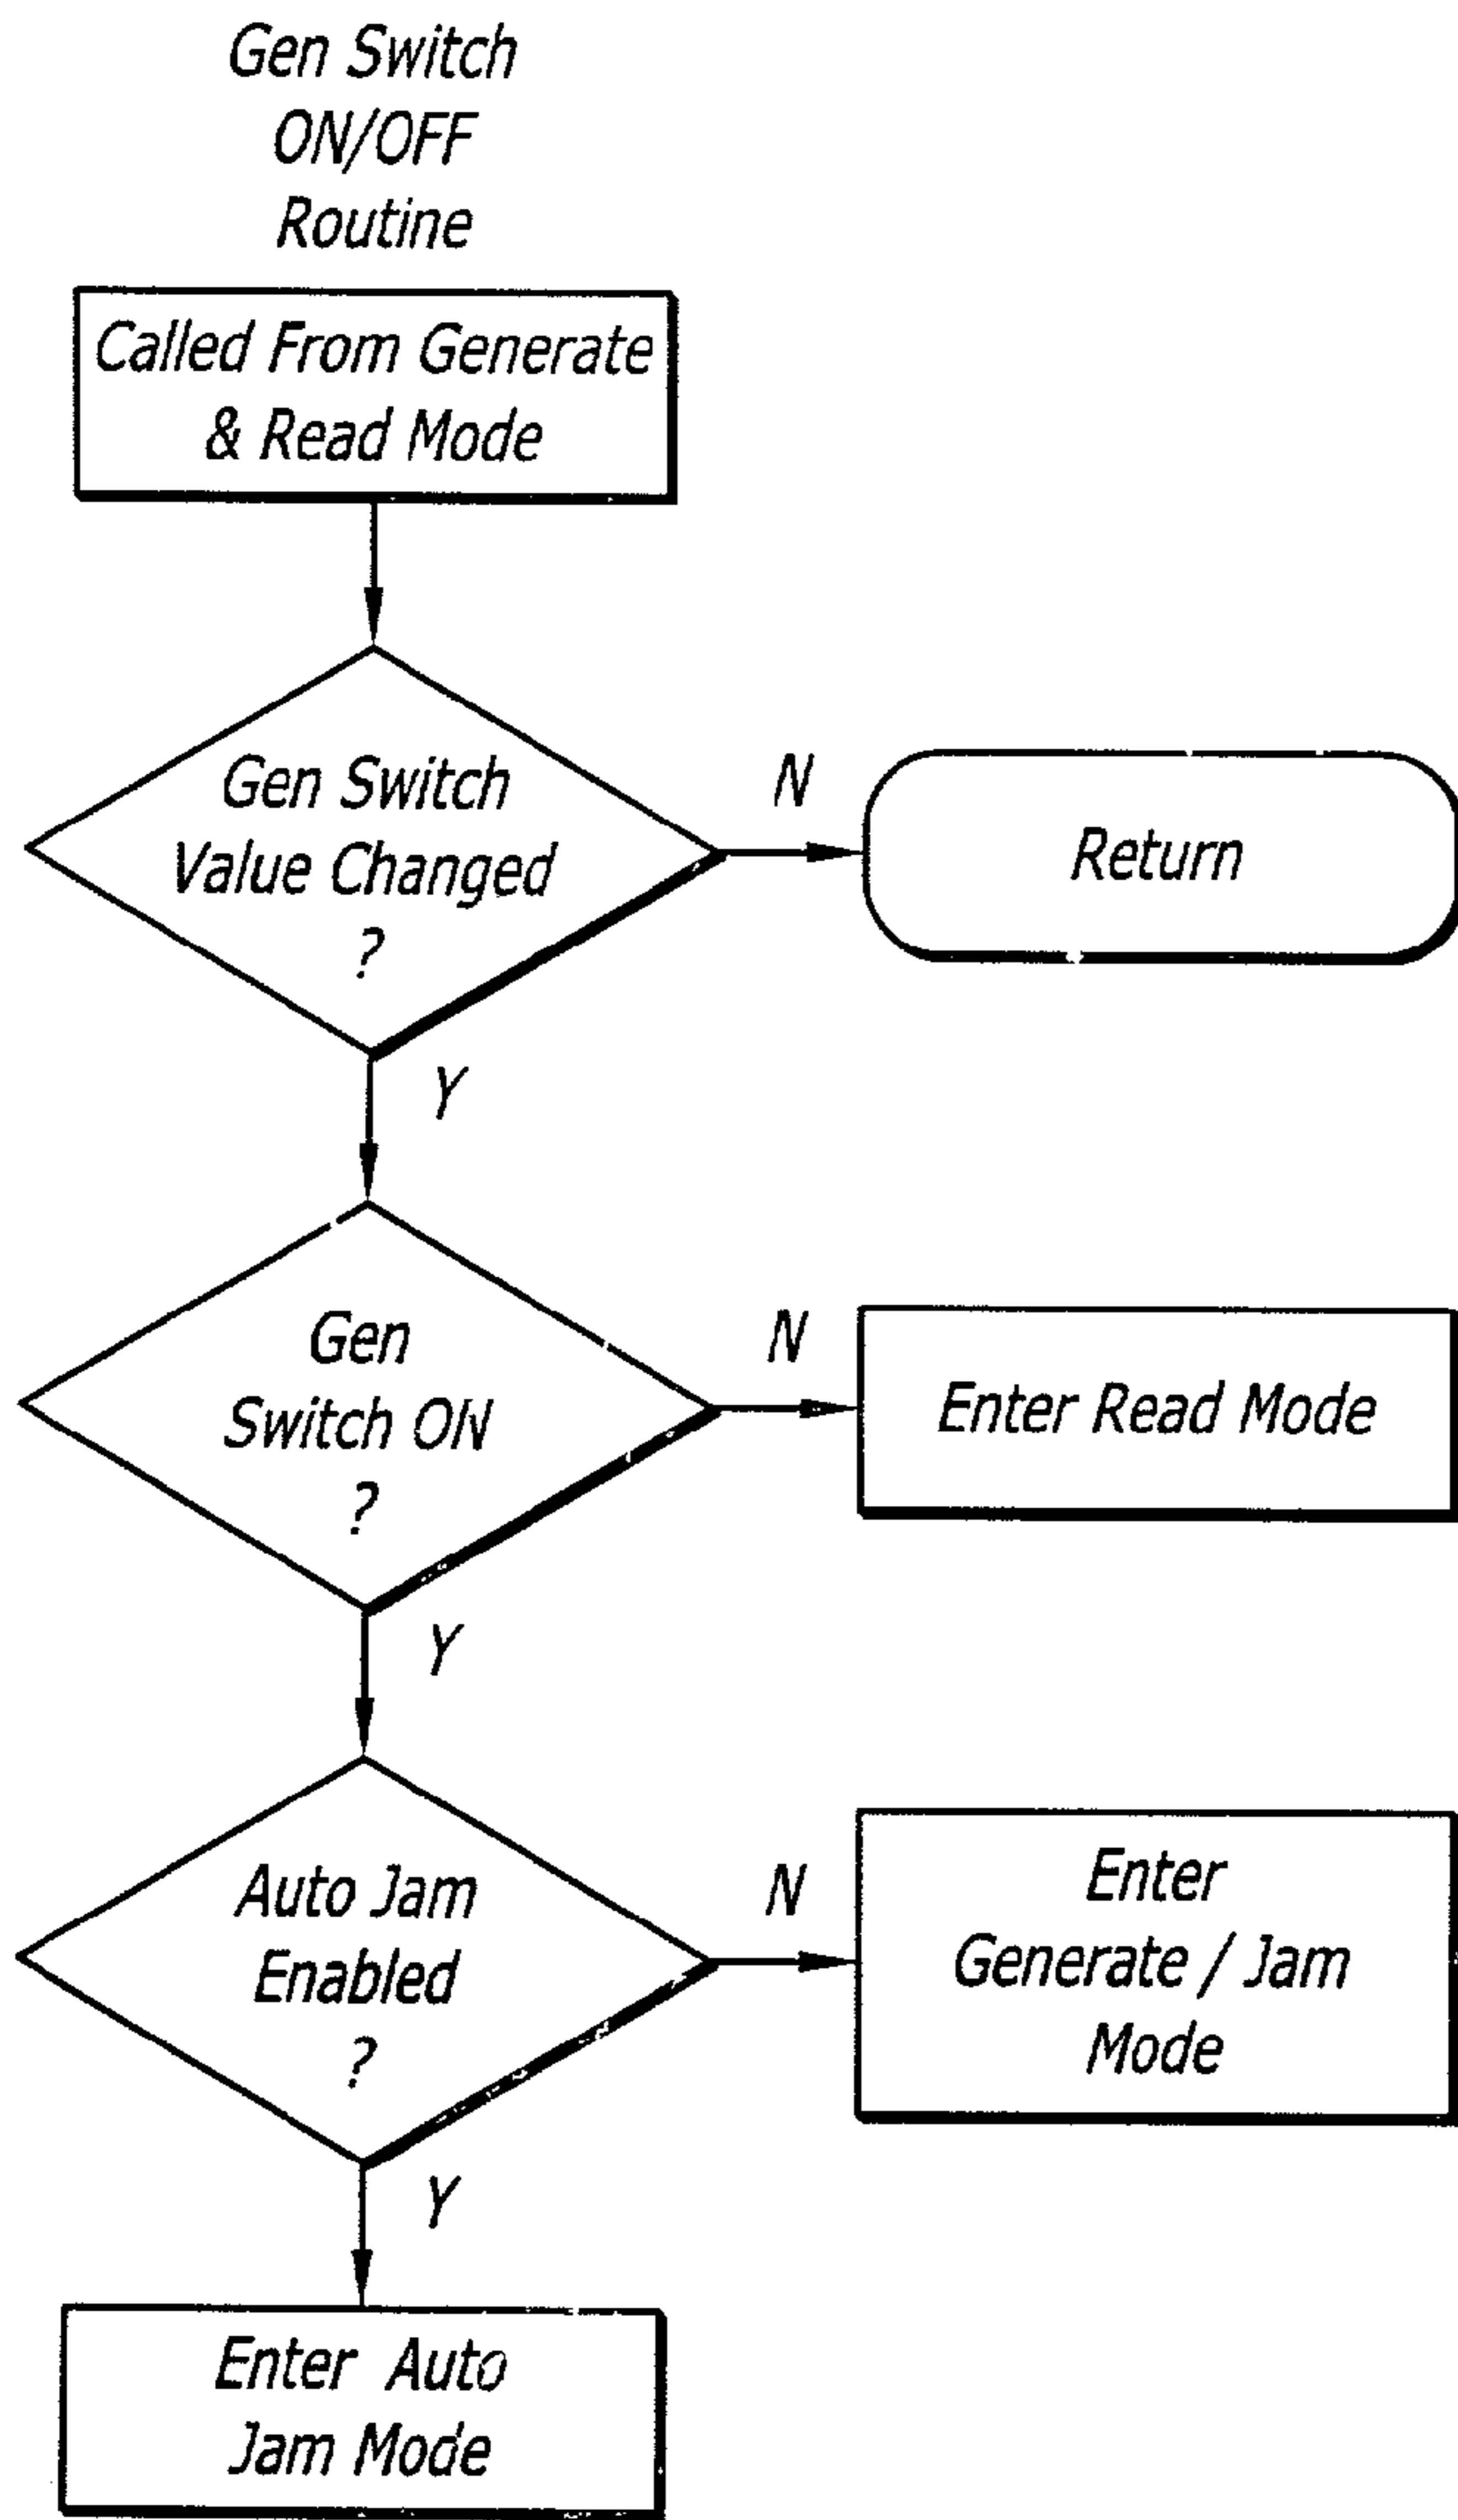 Gen Switch
ON/OFF
Routine
Called From Generate
& Read Mode
Gen Switch
Value Changed
?
N
Return
Y
Gen
Switch ON
?
N
Enter Read Mode
Y
Auto Jam
Enabled
?
N
Enter
Generate / Jam
Mode
Y
Enter Auto
Jam Mode